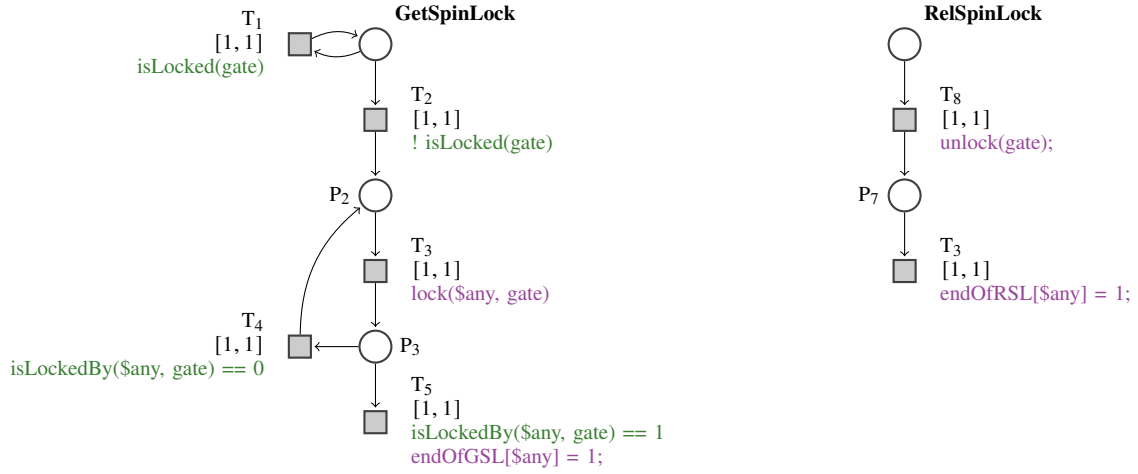 GetSpinLock
T1
[1, 1]
isLocked(gate)
T2
[1, 1]
! isLocked(gate)
P2
T3
[1, 1]
lock($any, gate)
T4
[1, 1]
isLockedBy($any, gate) == 0
P3
T5
[1, 1]
isLockedBy($any, gate) == 1
endOfGSL[$any] = 1;
RelSpinLock
T8
[1, 1]
unlock(gate);
P7
T3
[1, 1]
endOfRSL[$any] = 1;